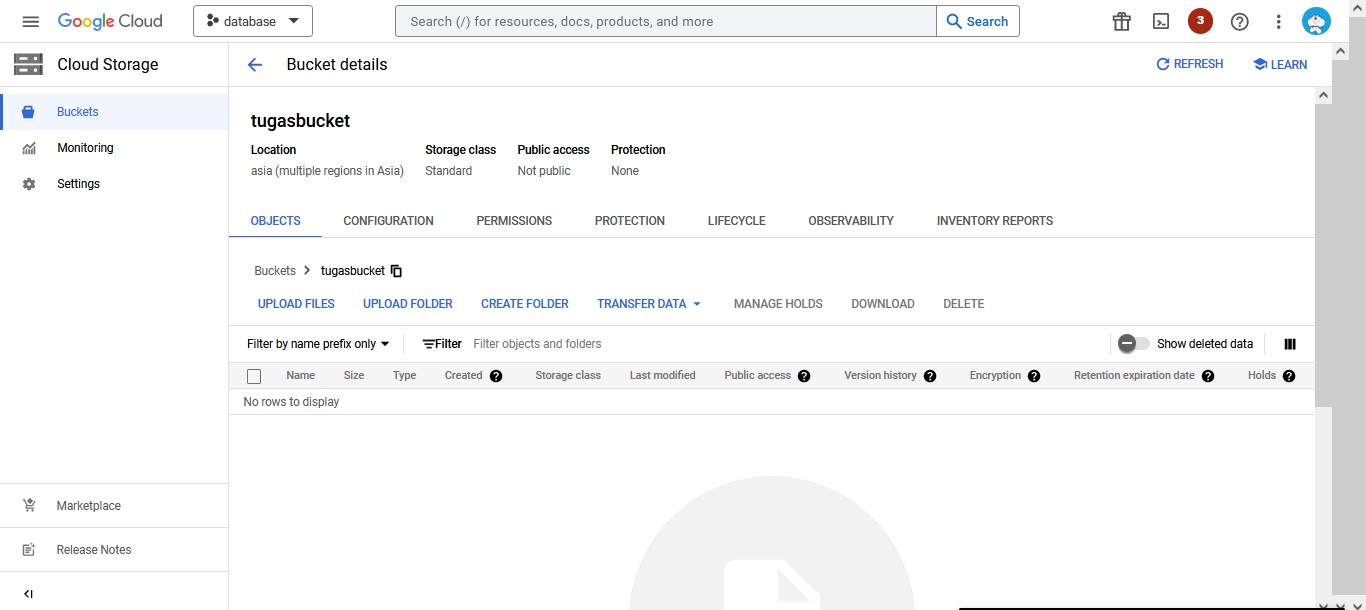 Google Cloud database Search (/) for resources, docs, products, and more Search 3
Cloud Storage
Bucket details REFRESH LEARN
Buckets
Monitoring
Settings
tugasbucket
Location Storage class Public access Protection
asia (multiple regions in Asia) Standard Not public None
OBJECTS CONFIGURATION PERMISSIONS PROTECTION LIFECYCLE OBSERVABILITY INVENTORY REPORTS
Buckets > tugasbucket
UPLOAD FILES UPLOAD FOLDER CREATE FOLDER TRANSFER DATA MANAGE HOLDS DOWNLOAD DELETE
Filter by name prefix only Filter Filter objects and folders Show deleted data
Name Size Type Created Storage class Last modified Public access Version history Encryption Retention expiration date Holds
No rows to display
Marketplace
Release Notes